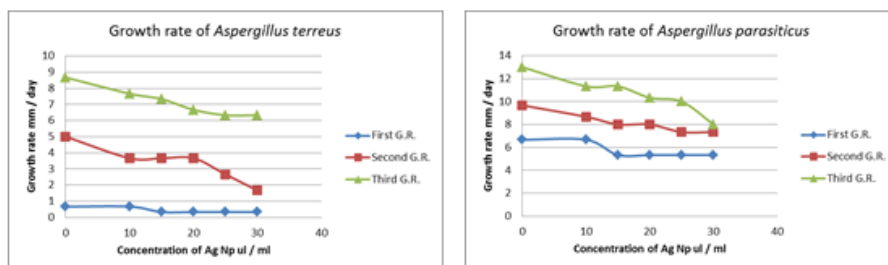 Growth rate of Aspergillus terreus
Growth rate mm / day
10
9
8
7
6
5
4
3
2
1
0
0 10 20 30 40
Concentration of Ag Np ul / ml
First G.R.
Second G.R.
Third G.R.
Growth rate of Aspergillus parasiticus
Growth rate mm / day
14
12
10
8
6
4
2
0
0 10 20 30 40
Concentration of Ag Np ul / ml
First G.R.
Second G.R.
Third G.R.